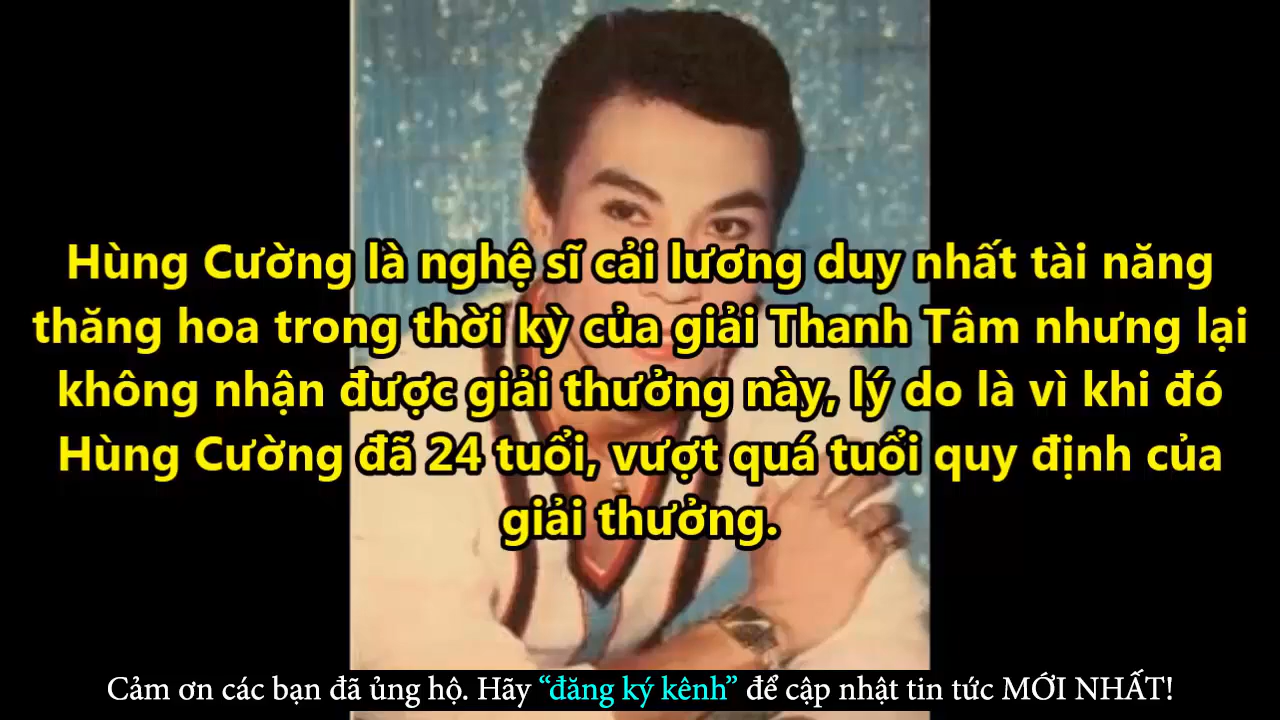 Hùng Cường là nghệ sĩ cải lương duy nhất tài năng
thăng hoa trong thời kỳ của giải Thanh Tâm nhưng lại
không nhận được giải thưởng này, lý do là vì khi đó
Hùng Cường đã 24 tuổi, vượt quá tuổi quy định của
giải thưởng.
Cảm ơn các bạn đã ủng hộ. Hãy “đăng ký kênh” để cập nhật tin tức MỚI NHẤT!